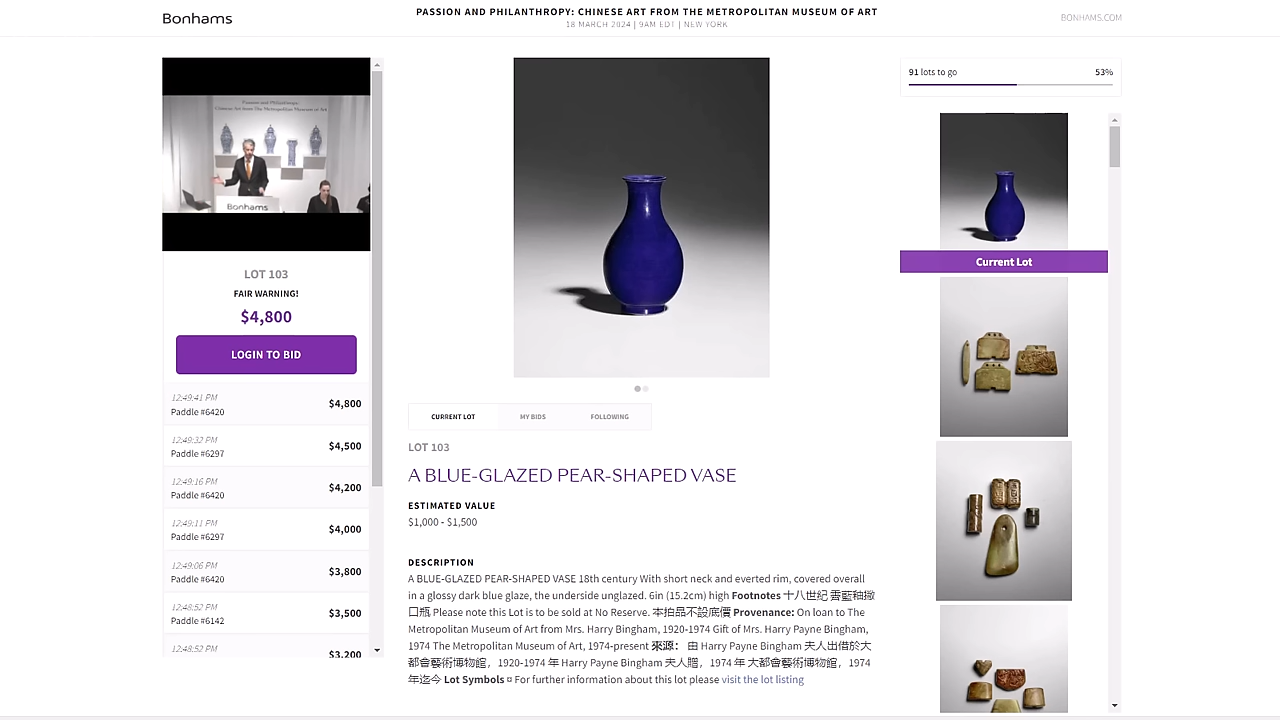 Bonhams
PASSION AND PHILANTHROPY: CHINESE ART FROM THE METROPOLITAN MUSEUM OF ART
18 MARCH 2024 | 9AM EDT | NEW YORK
BONHAMS.COM
Passion and Philanthropy:
Chinese Art from The Metropolitan Museum of Art
Bonhams
LOT 103
FAIR WARNING!
$4,800
LOGIN TO BID
12:49:41 PM
Paddle #6420 $4,800
12:49:32 PM
Paddle #6297 $4,500
12:49:16 PM
Paddle #6420 $4,200
12:49:11 PM
Paddle #6297 $4,000
12:49:06 PM
Paddle #6420 $3,800
12:48:52 PM
Paddle #6142 $3,500
12:48:52 PM
$3,200
CURRENT LOT MY BIDS FOLLOWING
LOT 103
A BLUE-GLAZED PEAR-SHAPED VASE
ESTIMATED VALUE
$1,000 - $1,500
DESCRIPTION
A BLUE-GLAZED PEAR-SHAPED VASE 18th century With short neck and everted rim, covered overall
in a glossy dark blue glaze, the underside unglazed. 6in (15.2cm) high Footnotes 十八世紀 霽藍釉撇
口瓶 Please note this Lot is to be sold at No Reserve. 本拍品不設底價 Provenance: On loan to The
Metropolitan Museum of Art from Mrs. Harry Bingham, 1920-1974 Gift of Mrs. Harry Payne Bingham,
1974 The Metropolitan Museum of Art, 1974-present 來源： 由 Harry Payne Bingham 夫人出借於大
都會藝術博物館，1920-1974 年 Harry Payne Bingham 夫人贈，1974 年 大都會藝術博物館，1974
年迄今 Lot Symbols ¤ For further information about this lot please visit the lot listing
91 lots to go 53%
Current Lot